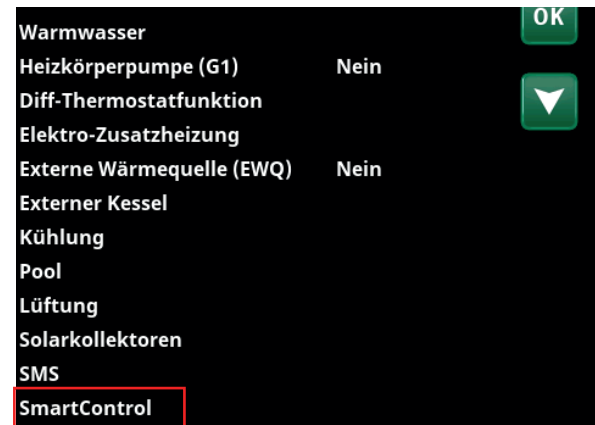 OK
Warmwasser
Heizkörperpumpe (G1) Nein
Diff-Thermostatfunktion
Elektro-Zusatzheizung
Externe Wärmequelle (EWQ) Nein
Externer Kessel
Kühlung
Pool
Lüftung
Solarkollektoren
SMS
SmartControl